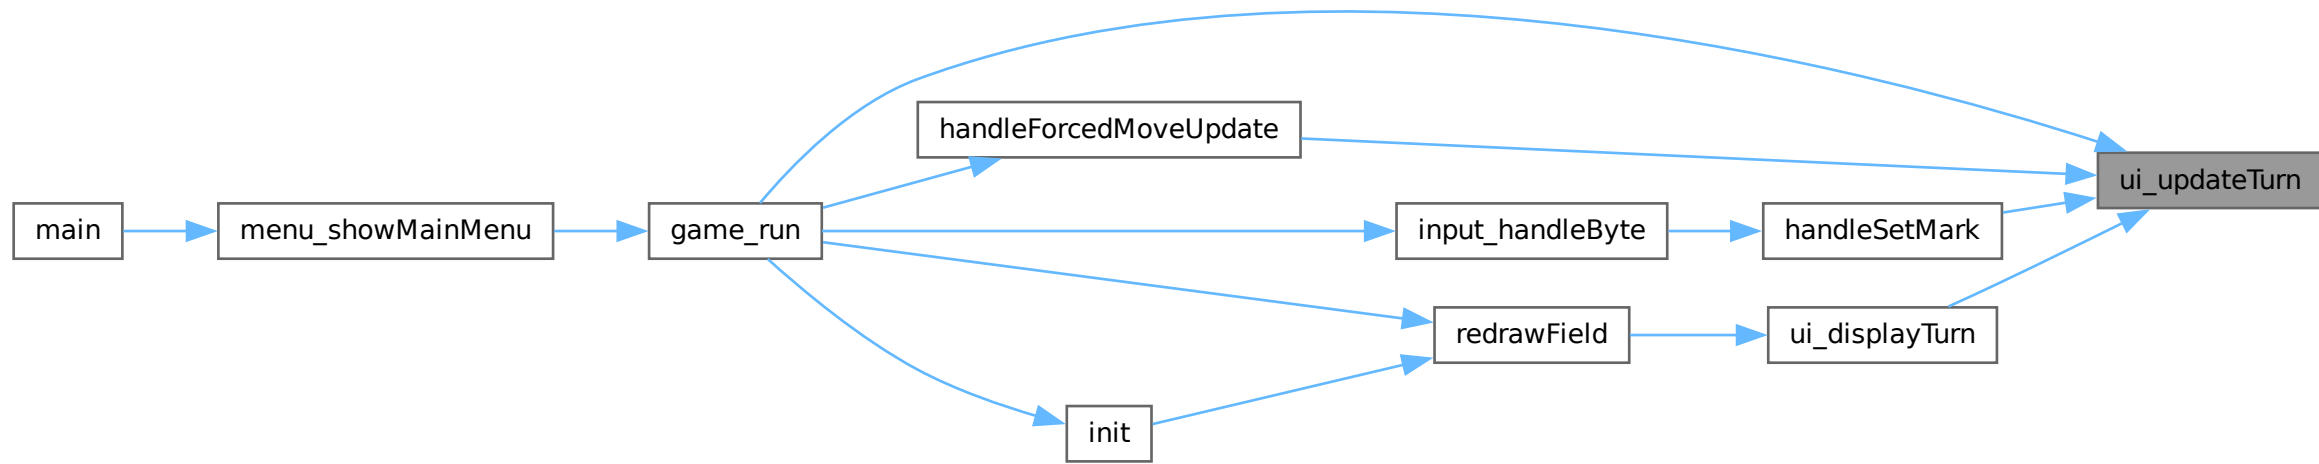 main
menu_showMainMenu
game_run
handleForcedMoveUpdate
input_handleByte
redrawField
init
handleSetMark
ui_displayTurn
ui_updateTurn